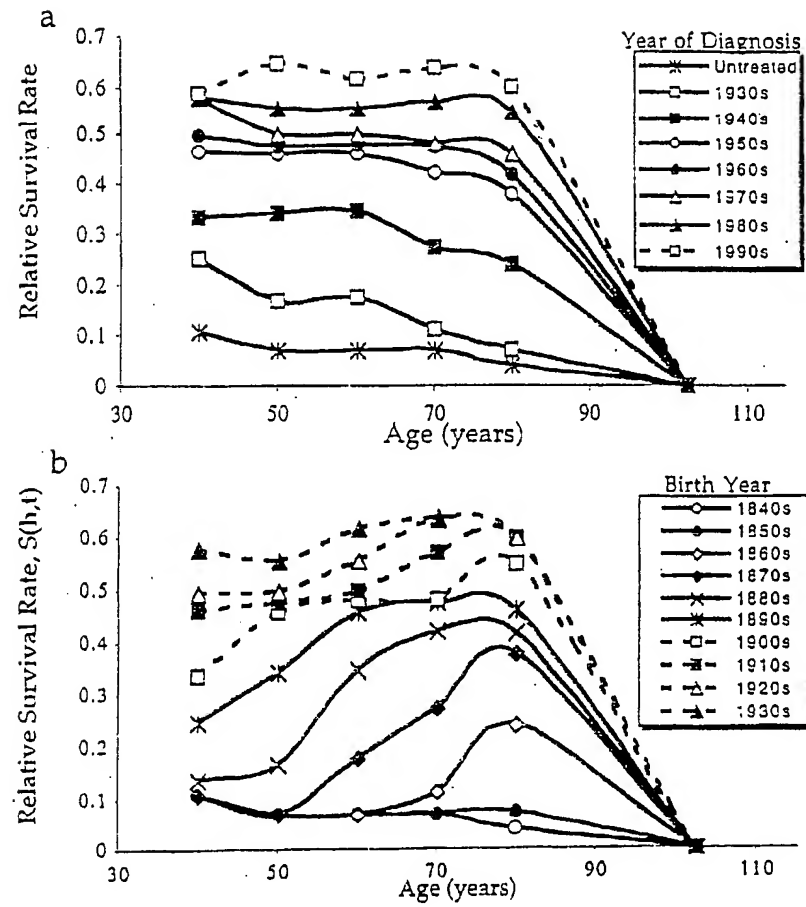 a
0.7
0.6
0.5
0.4
0.3
0.2
0.1
0
Relative Survival Rate
30
50
70
90
110
Age (years)
Year of Diagnosis
Untreated
1930s
1940s
1950s
1960s
1970s
1980s
1990s
b
0.7
0.6
0.5
0.4
0.3
0.2
0.1
0
Relative Survival Rate, S(h,t)
30
50
70
90
110
Age (years)
Birth Year
1840s
1850s
1860s
1870s
1880s
1890s
1900s
1910s
1920s
1930s